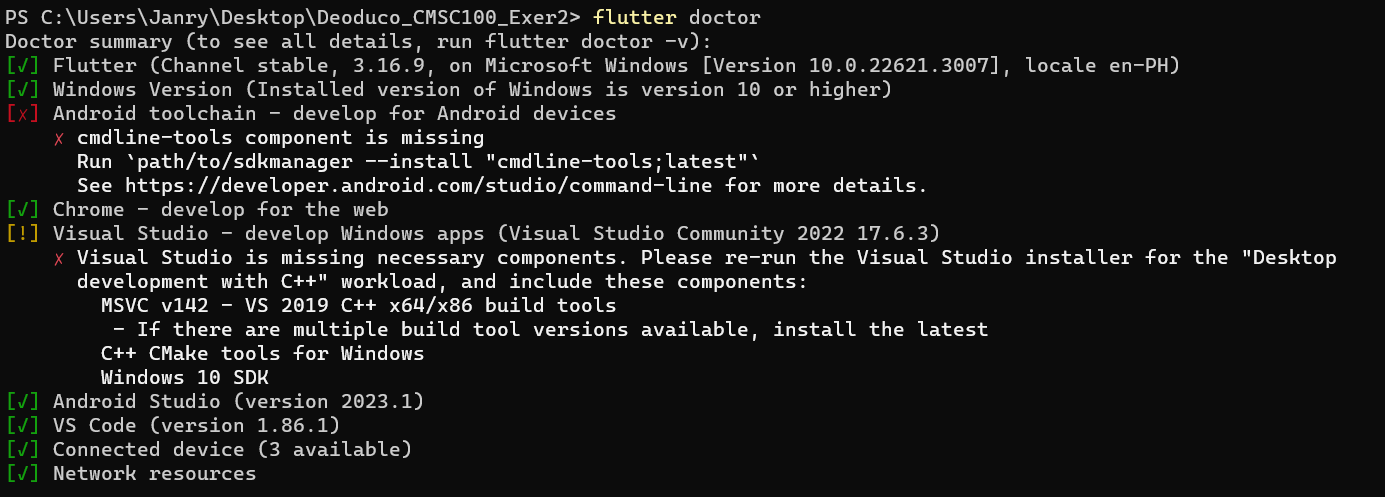 PS C:\Users\Janry\Desktop\Deoduco_CMSC100_Exer2> flutter doctor
Doctor summary (to see all details, run flutter doctor -v):
[√] Flutter (Channel stable, 3.16.9, on Microsoft Windows [Version 10.0.22621.3007], locale en-PH)
[√] Windows Version (Installed version of Windows is version 10 or higher)
[✗] Android toolchain - develop for Android devices
    ✗ cmdline-tools component is missing
      Run `path/to/sdkmanager --install "cmdline-tools;latest"`
      See https://developer.android.com/studio/command-line for more details.
[√] Chrome - develop for the web
[!] Visual Studio - develop Windows apps (Visual Studio Community 2022 17.6.3)
    ✗ Visual Studio is missing necessary components. Please re-run the Visual Studio installer for the "Desktop
      development with C++" workload, and include these components:
        MSVC v142 - VS 2019 C++ x64/x86 build tools
         - If there are multiple build tool versions available, install the latest
        C++ CMake tools for Windows
        Windows 10 SDK
[√] Android Studio (version 2023.1)
[√] VS Code (version 1.86.1)
[√] Connected device (3 available)
[√] Network resources